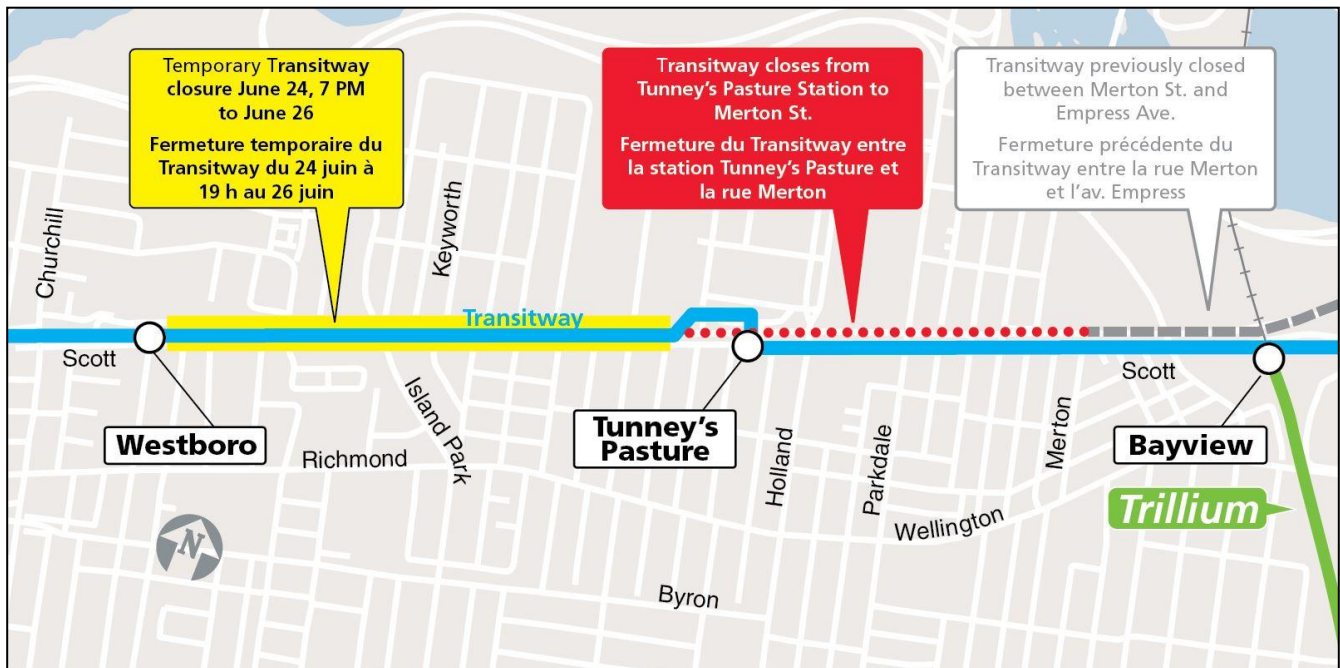 Temporary Transitway
closure June 24, 7 PM
to June 26
Fermeture temporaire du
Transitway du 24 juin à
19 h au 26 juin
Transitway closes from
Tunney's Pasture Station to
Merton St.
Fermeture du Transitway entre
la station Tunney's Pasture et
la rue Merton
Transitway previously closed
between Merton St. and
Empress Ave.
Fermeture précédente du
Transitway entre la rue Merton
et l'av. Empress
Churchill
Keyworth
Transitway
Scott
Scott
Westboro
Richmond
Island Park
Tunney's
Pasture
Holland
Parkdale
Merton
Bayview
Wellington
Trillium
N
Byron